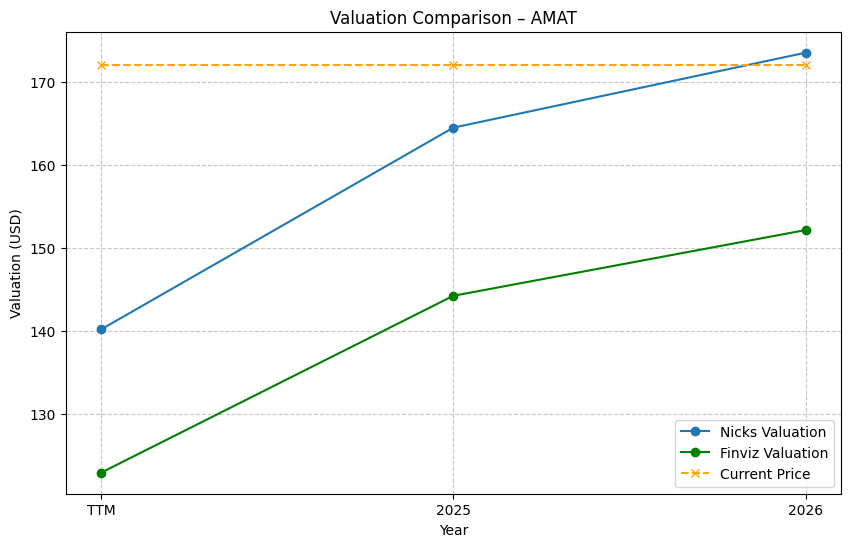 Valuation Comparison – AMAT
Valuation (USD)
170
160
150
140
130
TTM
2025
2026
Year
Nicks Valuation
Finviz Valuation
Current Price